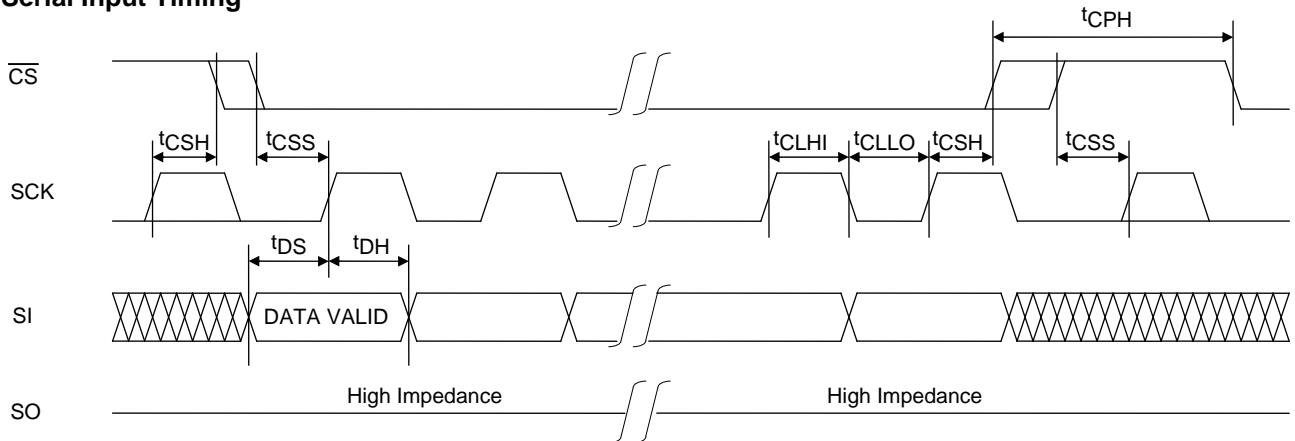 Serial Input Timing
tCPH
CS
tCSH tCSS tCLHI tCLLO tCSH tCSS
SCK
tDS tDH
SI DATA VALID
High Impedance High Impedance
SO